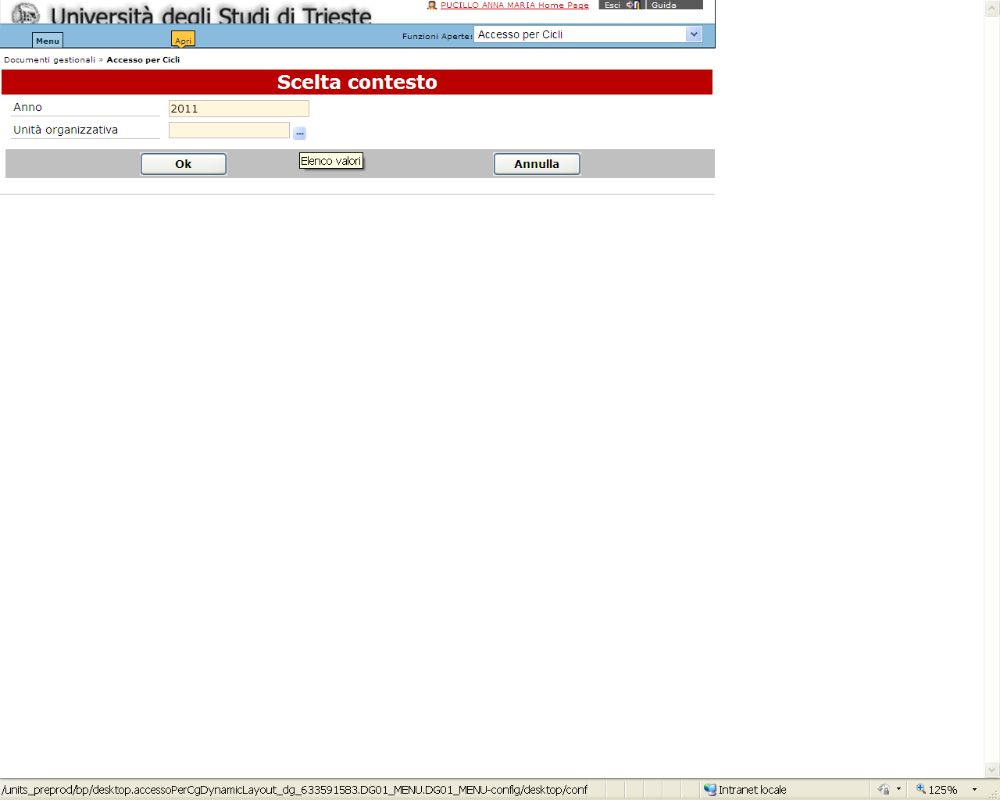 Università degli Studi di Trieste
PUCILLO ANNA MARIA Home Page
Esci
Guida
Menu
Apri
Funzioni Aperte:
Accesso per Cicli
Documenti gestionali » Accesso per Cicli
Scelta contesto
Anno
2011
Unità organizzativa
...
Ok
Elenco valori
Annulla
/units_preprod/bp/desktop.accessoPerCgDynamicLayout_dg_633591583.DG01_MENU.DG01_MENU-config/desktop/conf
Intranet locale
125%